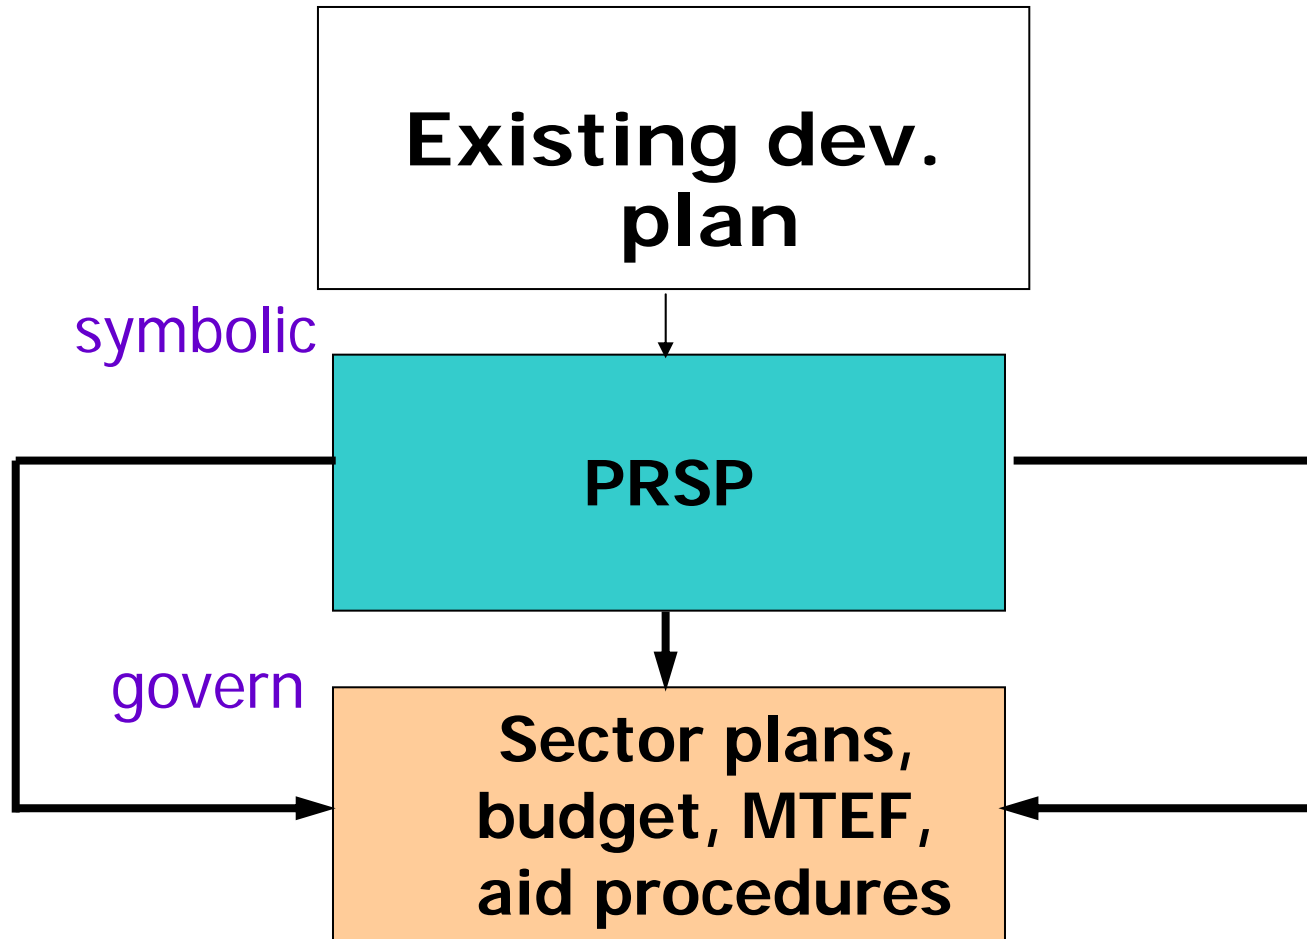 Existing dev.
plan
symbolic
PRSP
govern
Sector plans,
budget, MTEF,
aid procedures